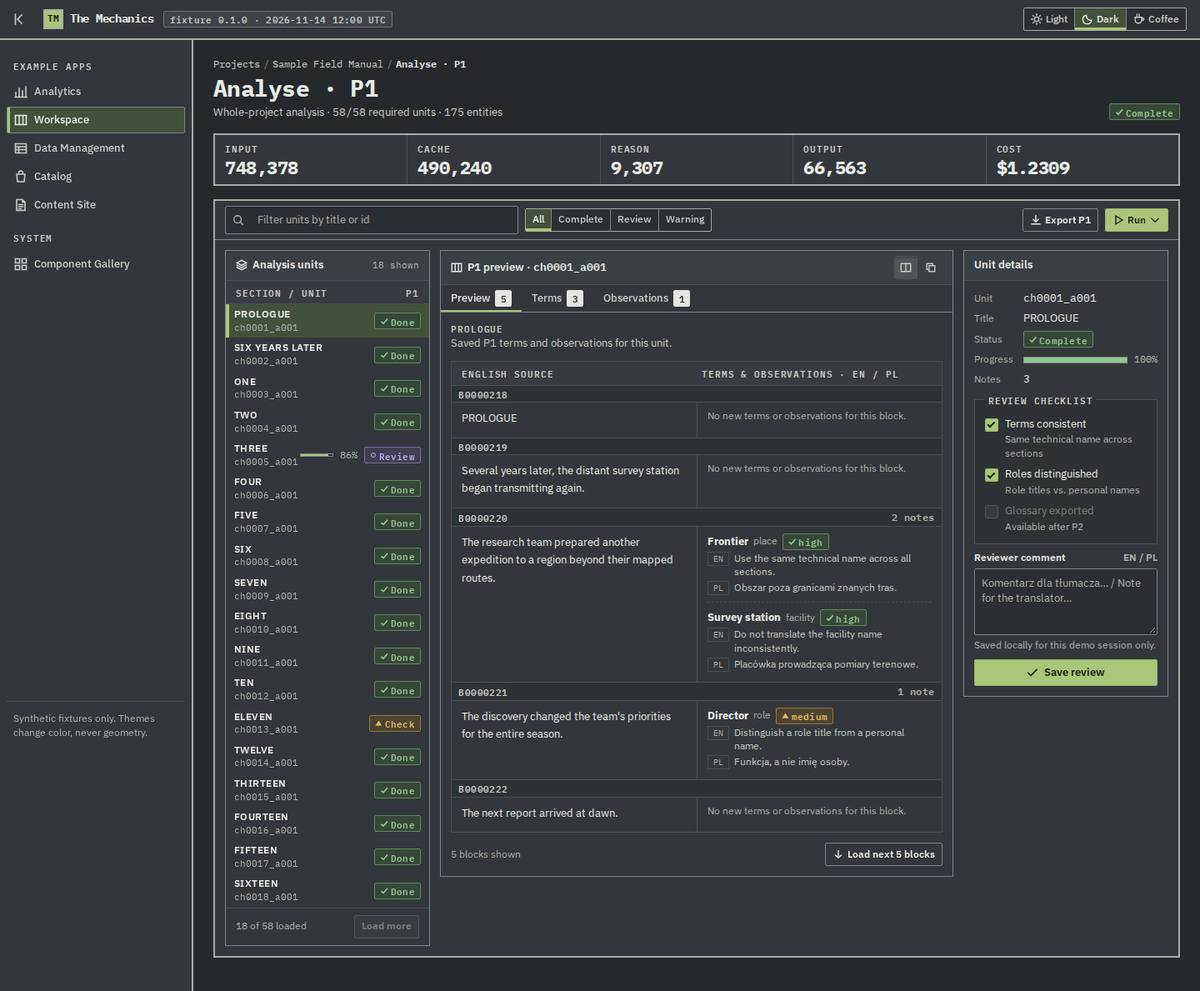 TM The Mechanics fixture 0.1.0 · 2026-11-14 12:00 UTC Light Dark Coffee
EXAMPLE APPS
Analytics
Workspace
Data Management
Catalog
Content Site
SYSTEM
Component Gallery
Synthetic fixtures only. Themes
change color, never geometry.
Projects / Sample Field Manual / Analyse · P1
Analyse · P1
Whole-project analysis · 58/58 required units · 175 entities
Complete
INPUT
748,378
CACHE
490,240
REASON
9,307
OUTPUT
66,563
COST
$1.2309
Filter units by title or id
All Complete Review Warning
Export P1 Run
Analysis units 18 shown
SECTION / UNIT P1
PROLOGUE
ch0001_a001 Done
SIX YEARS LATER
ch0002_a001 Done
ONE
ch0003_a001 Done
TWO
ch0004_a001 Done
THREE
ch0005_a001 86% Review
FOUR
ch0006_a001 Done
FIVE
ch0007_a001 Done
SIX
ch0008_a001 Done
SEVEN
ch0009_a001 Done
EIGHT
ch0010_a001 Done
NINE
ch0011_a001 Done
TEN
ch0012_a001 Done
ELEVEN
ch0013_a001 Check
TWELVE
ch0014_a001 Done
THIRTEEN
ch0015_a001 Done
FOURTEEN
ch0016_a001 Done
FIFTEEN
ch0017_a001 Done
SIXTEEN
ch0018_a001 Done
18 of 58 loaded Load more
P1 preview · ch0001_a001
Preview 5 Terms 3 Observations 1
PROLOGUE
Saved P1 terms and observations for this unit.
ENGLISH SOURCE TERMS & OBSERVATIONS · EN / PL
B0000218
PROLOGUE
No new terms or observations for this block.
B0000219
Several years later, the distant survey station
began transmitting again.
No new terms or observations for this block.
B0000220 2 notes
The research team prepared another
expedition to a region beyond their mapped
routes.
Frontier place high
EN Use the same technical name across all
sections.
PL Obszar poza granicami znanych tras.
Survey station facility high
EN Do not translate the facility name
inconsistently.
PL Placówka prowadząca pomiary terenowe.
B0000221 1 note
The discovery changed the team's priorities
for the entire season.
Director role medium
EN Distinguish a role title from a personal
name.
PL Funkcja, a nie imię osoby.
B0000222
The next report arrived at dawn.
No new terms or observations for this block.
5 blocks shown Load next 5 blocks
Unit details
Unit ch0001_a001
Title PROLOGUE
Status Complete
Progress 100%
Notes 3
REVIEW CHECKLIST
Terms consistent
Same technical name across
sections
Roles distinguished
Role titles vs. personal names
Glossary exported
Available after P2
Reviewer comment EN / PL
Komentarz dla tłumacza… / Note
for the translator…
Saved locally for this demo session only.
Save review